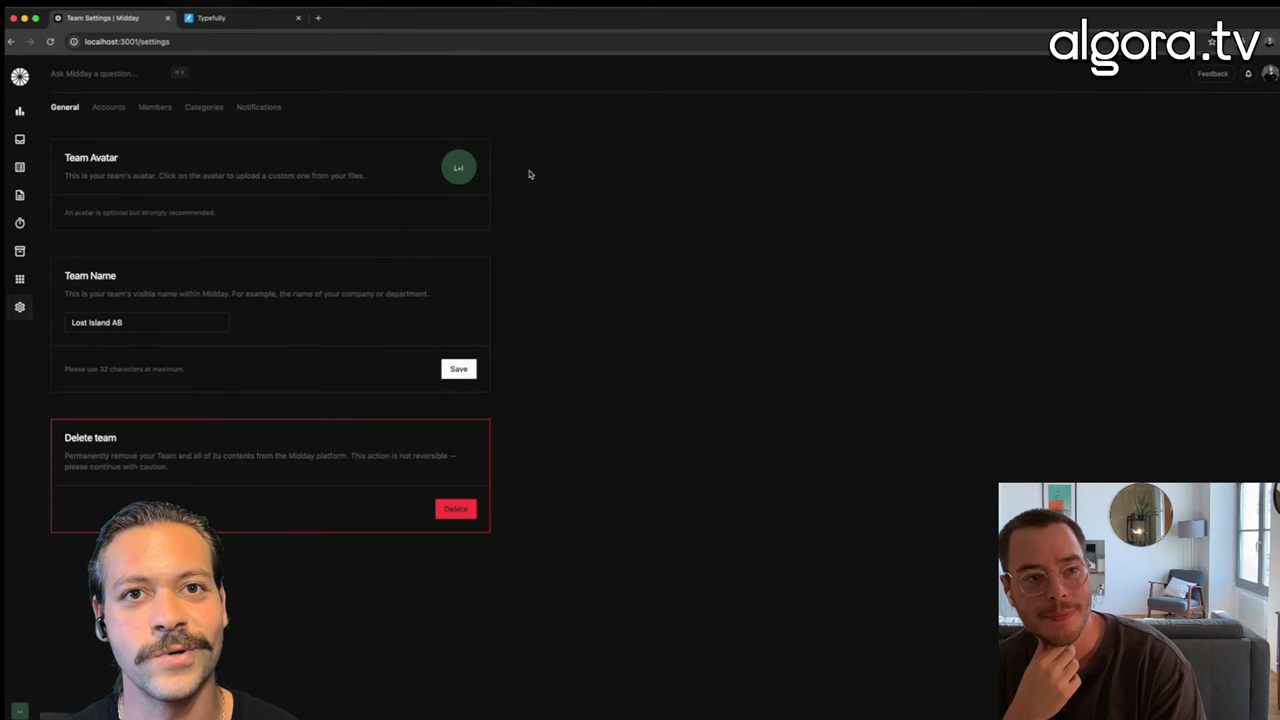 Team Settings | Midday
Typefully
localhost:3001/settings
algora.tv
Ask Midday a question...
⌘K
Feedback
General
Accounts
Members
Categories
Notifications
Team Avatar
This is your team's avatar. Click on the avatar to upload a custom one from your files.
An avatar is optional but strongly recommended.
Team Name
This is your team's visible name within Midday. For example, the name of your company or department.
Lost Island AB
Please use 32 characters at maximum.
Save
Delete team
Permanently remove your Team and all of its contents from the Midday platform. This action is not reversible —
please continue with caution.
Delete